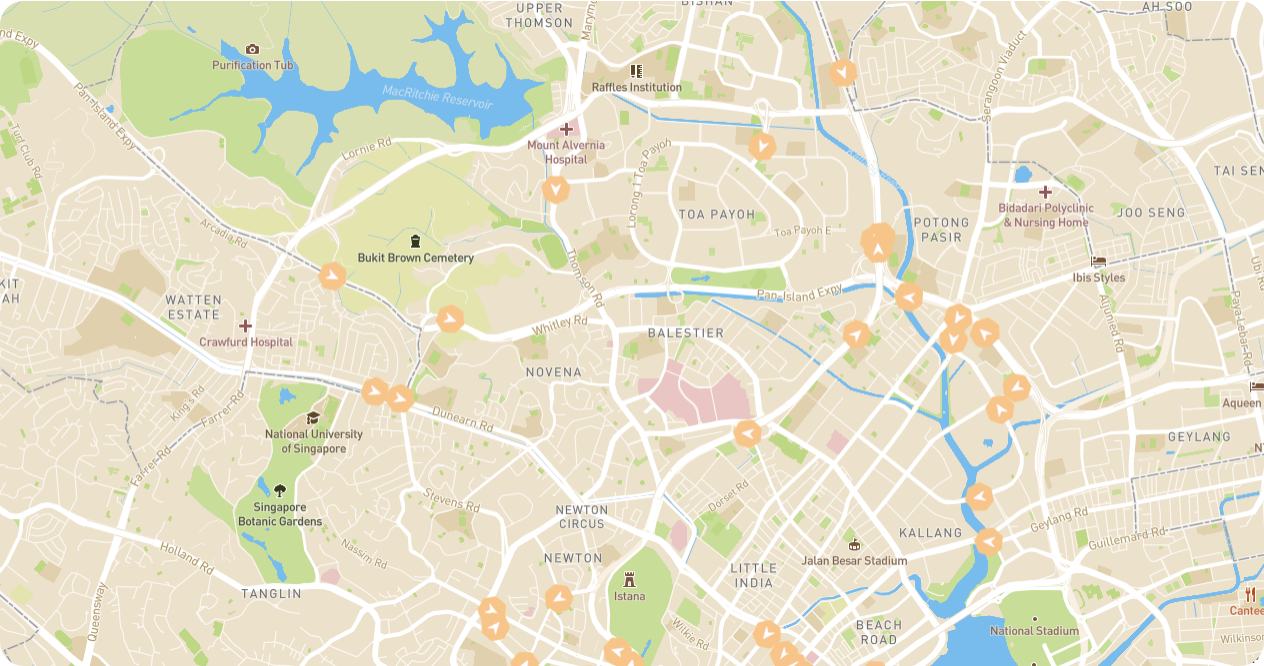 UPPER
THOMSON
BISHAN
AH SOO
Marymo
nd Expy
Purification Tub
Pan-Island Expy
MacRitchie Reservoir
Raffles Institution
Serangoon Viaduct
Turf Club Rd
Lornie Rd
Mount Alvernia
Hospital
Lorong 1 Toa Payoh
TAI SEN
Arcadia Rd
TOA PAYOH
Toa Payoh E
POTONG
PASIR
Bidadari Polyclinic
& Nursing Home
JOO SENG
Bukit Brown Cemetery
Thomson Rd
Ibis Styles
Ubi R
KIT
AH
WATTEN
ESTATE
Pan-Island Expy
Aljunied Rd
Paya Lebar Rd
Crawfurd Hospital
Whitley Rd
BALESTIER
NOVENA
King's Rd
Farrer Rd
Dunearn Rd
Aqueen
National University
of Singapore
GEYLANG
Farrer Rd
Singapore
Botanic Gardens
Stevens Rd
Dorset Rd
NEWTON
CIRCUS
KALLANG
Geylang Rd
Guillemard Rd
Holland Rd
Nassim Rd
NEWTON
Jalan Besar Stadium
LITTLE
INDIA
TANGLIN
Istana
Queensway
Wilkie Rd
BEACH
ROAD
National Stadium
Cantee
Wilkinson